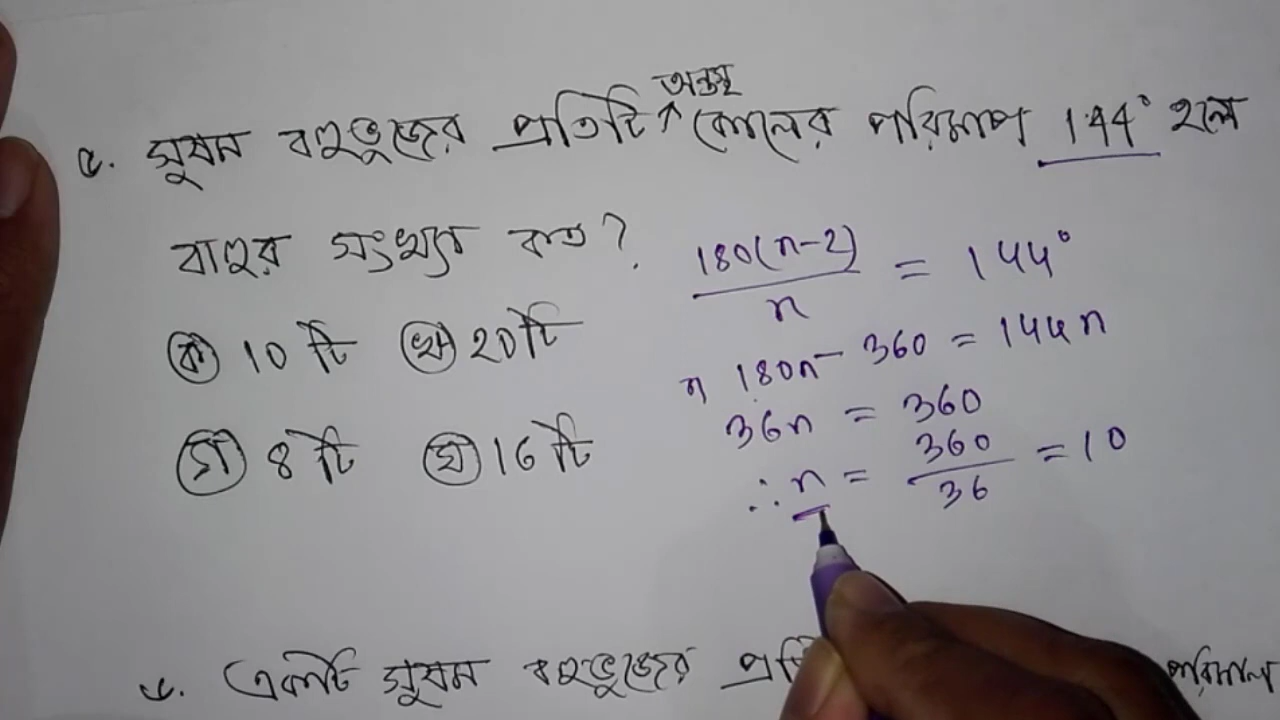 ৫. সুষম বহুভুজের প্রতিটি অন্তস্থ কোনের পরিমাপ 144° হলে
বাহুর সংখ্যা কত?
(ক) 10 টি (খ) 20 টি
(গ) 8 টি (ঘ) 16 টি
180(n-2)/n = 144°
বা 180n - 360 = 144n
36n = 360
∴ n = 360/36 = 10
৬. একটি সুষম বহুভুজের পরিমাপ